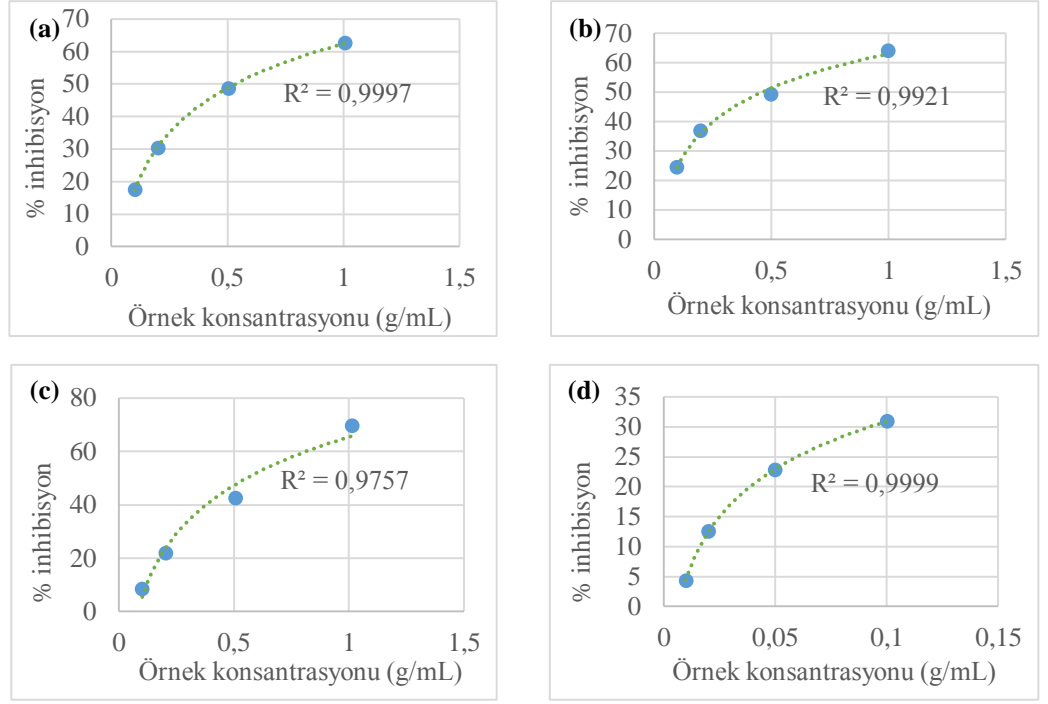 (a)
70
60
50
40
30
20
10
0
% inhibisyon
R² = 0,9997
0 0,5 1 1,5
Örnek konsantrasyonu (g/mL)
(b)
70
60
50
40
30
20
10
0
% inhibisyon
R² = 0,9921
0 0,5 1 1,5
Örnek konsantrasyonu (g/mL)
(c)
80
60
40
20
0
% inhibisyon
R² = 0,9757
0 0,5 1 1,5
Örnek konsantrasyonu (g/mL)
(d)
35
30
25
20
15
10
5
0
% inhibisyon
R² = 0,9999
0 0,05 0,1 0,15
Örnek konsantrasyonu (g/mL)